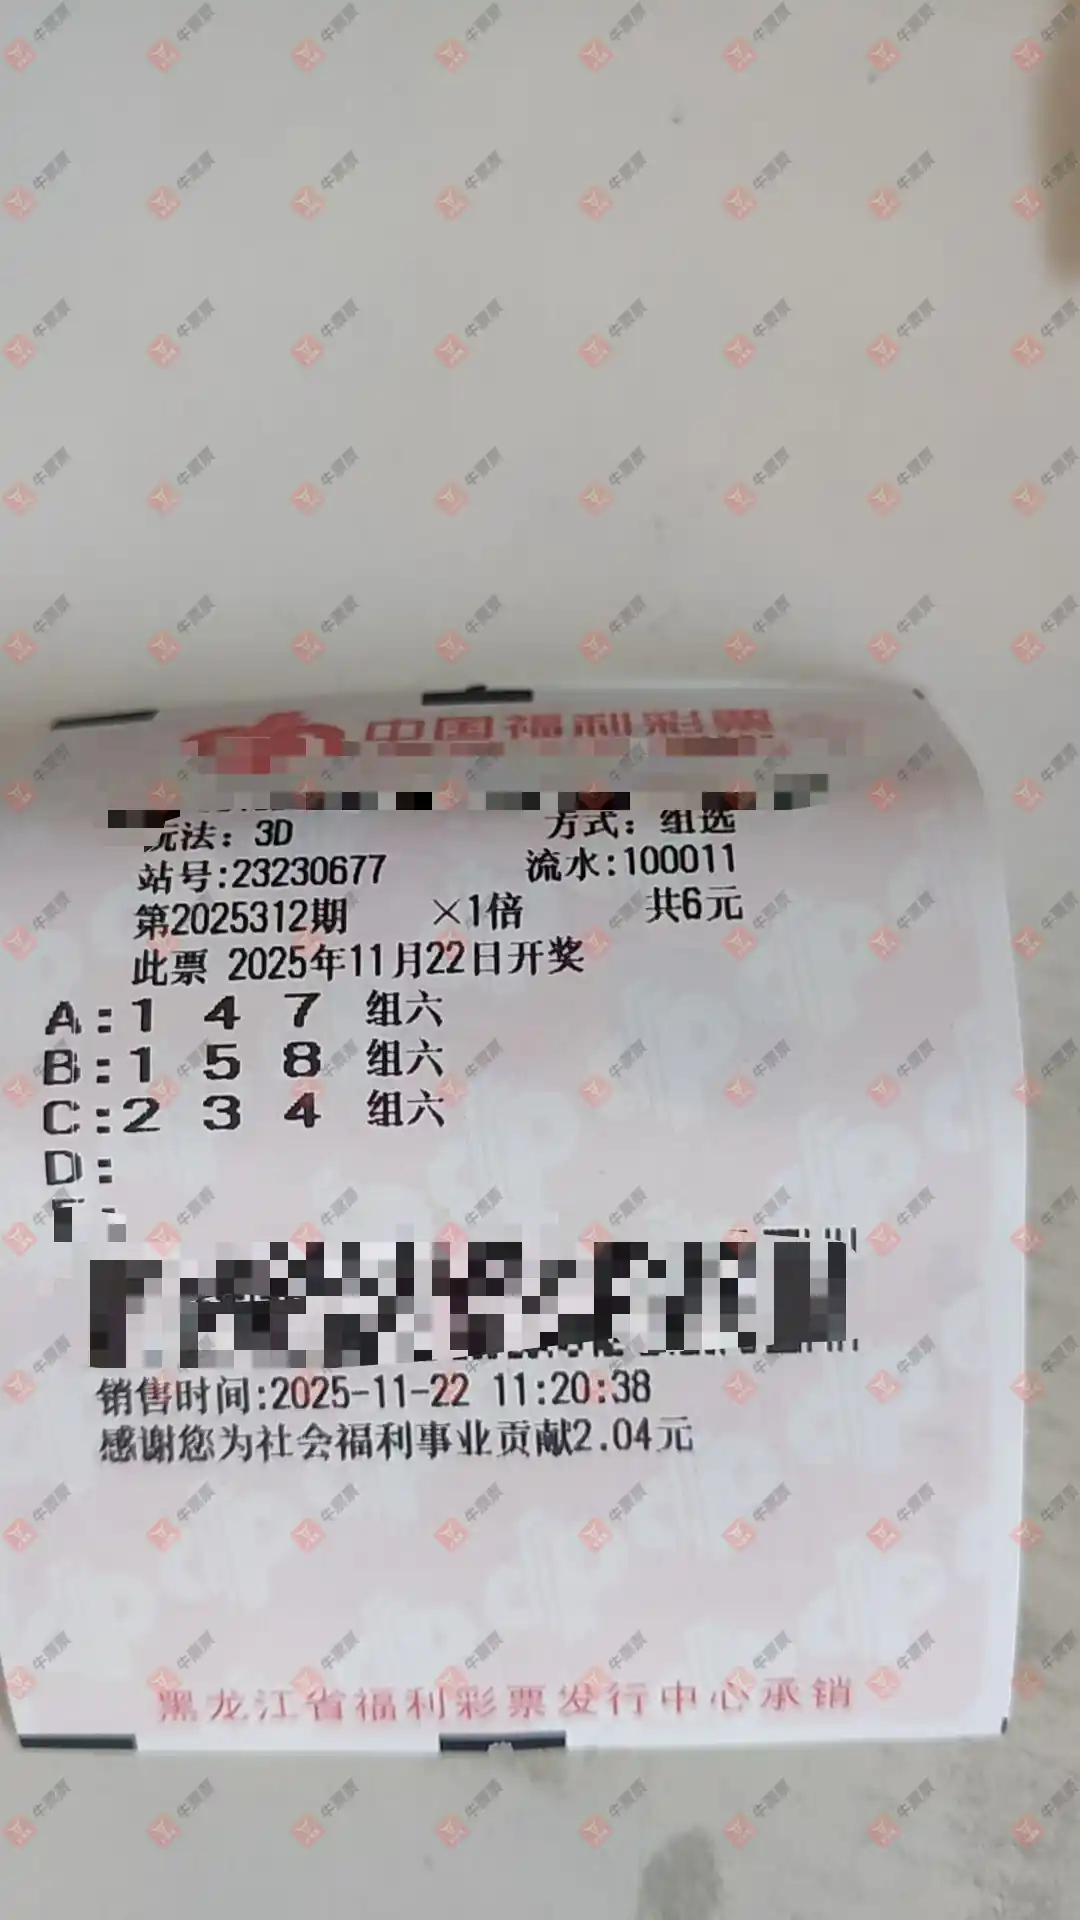 中国福利彩票
玩法：3D 方式：组选
站号:23230677 流水:100011
第2025312期 ×1倍 共6元
此票 2025年11月22日开奖
A:1 4 7 组六
B:1 5 8 组六
C:2 3 4 组六
D:
销售时间:2025-11-22 11:20:38
感谢您为社会福利事业贡献2.04元
黑龙江省福利彩票发行中心承销
牛票票